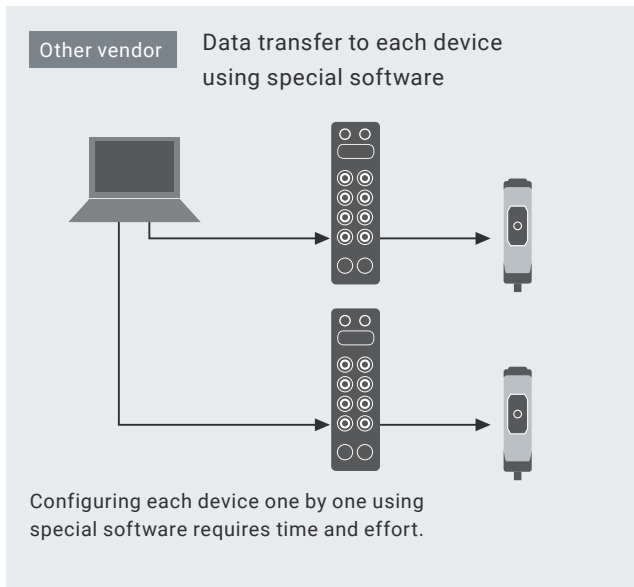 Other vendor
Data transfer to each device
using special software
Configuring each device one by one using
special software requires time and effort.